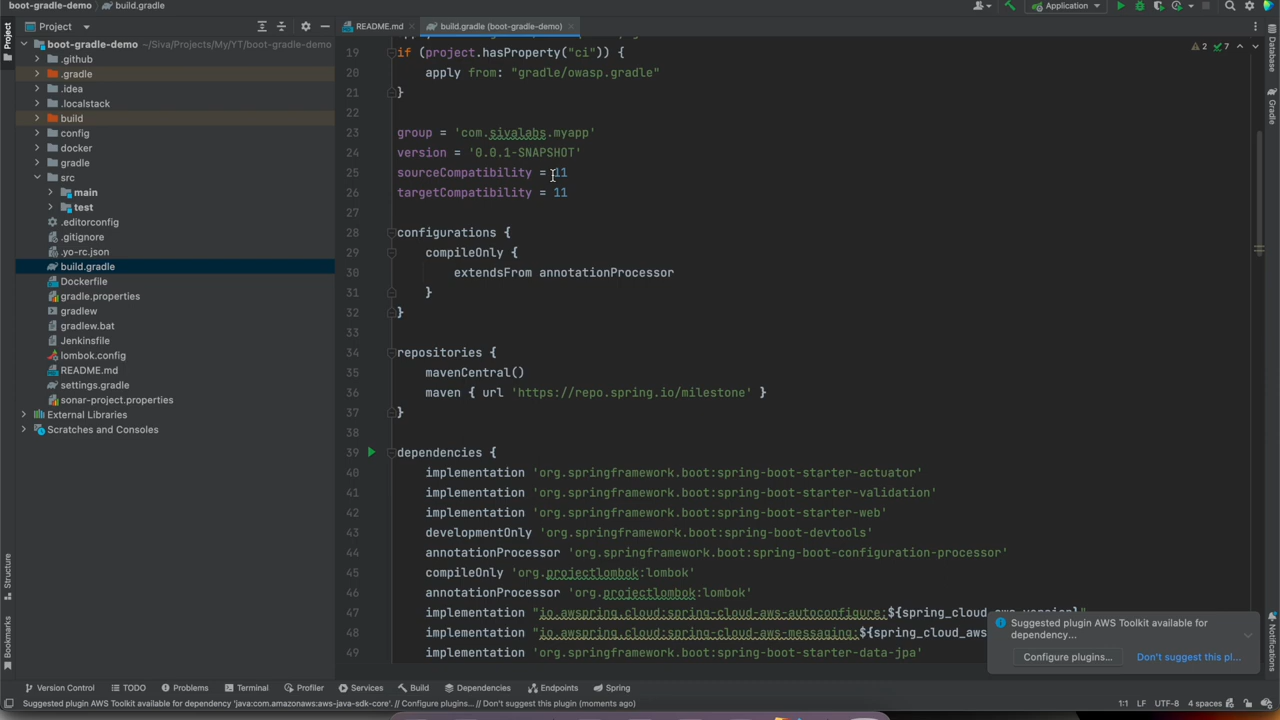 boot-gradle-demo
build.gradle
Application
Project
README.md
build.gradle (boot-gradle-demo)
Project
boot-gradle-demo ~/Siva/Projects/My/YT/boot-gradle-demo
.github
.gradle
.idea
.localstack
build
config
docker
gradle
src
main
test
.editorconfig
.gitignore
.yo-rc.json
build.gradle
Dockerfile
gradle.properties
gradlew
gradlew.bat
Jenkinsfile
lombok.config
README.md
settings.gradle
sonar-project.properties
External Libraries
Scratches and Consoles
Structure
Bookmarks
2 7
19 if (project.hasProperty("ci")) {
20 apply from: "gradle/owasp.gradle"
21 }
22
23 group = 'com.sivalabs.myapp'
24 version = '0.0.1-SNAPSHOT'
25 sourceCompatibility = 11
26 targetCompatibility = 11
27
28 configurations {
29 compileOnly {
30 extendsFrom annotationProcessor
31 }
32 }
33
34 repositories {
35 mavenCentral()
36 maven { url 'https://repo.spring.io/milestone' }
37 }
38
39 dependencies {
40 implementation 'org.springframework.boot:spring-boot-starter-actuator'
41 implementation 'org.springframework.boot:spring-boot-starter-validation'
42 implementation 'org.springframework.boot:spring-boot-starter-web'
43 developmentOnly 'org.springframework.boot:spring-boot-devtools'
44 annotationProcessor 'org.springframework.boot:spring-boot-configuration-processor'
45 compileOnly 'org.projectlombok:lombok'
46 annotationProcessor 'org.projectlombok:lombok'
47 implementation "io.awspring.cloud:spring-cloud-aws-autoconfigure:${spring_cloud_aws_version}"
48 implementation "io.awspring.cloud:spring-cloud-aws-messaging:${spring_cloud_aws
49 implementation 'org.springframework.boot:spring-boot-starter-data-jpa'
Database
Gradle
Notifications
Suggested plugin AWS Toolkit available for
dependency...
Configure plugins...
Don't suggest this pl...
Version Control
TODO
Problems
Terminal
Profiler
Services
Build
Dependencies
Endpoints
Spring
Suggested plugin AWS Toolkit available for dependency 'java:com.amazonaws:aws-java-sdk-core'. // Configure plugins... // Don't suggest this plugin (moments ago)
1:1 LF UTF-8 4 spaces